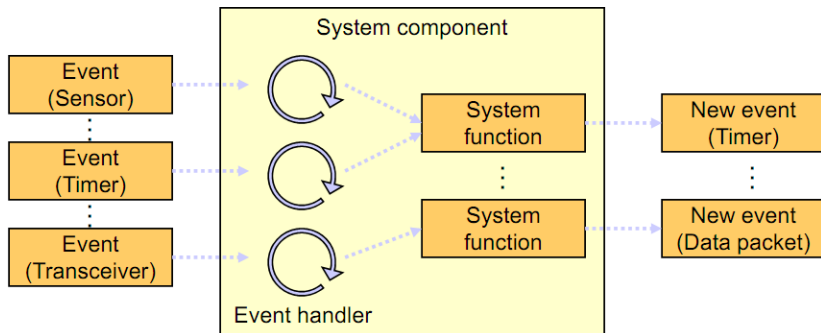 System component
Event
(Sensor)
Event
(Timer)
Event
(Transceiver)
Event handler
System
function
System
function
New event
(Timer)
New event
(Data packet)